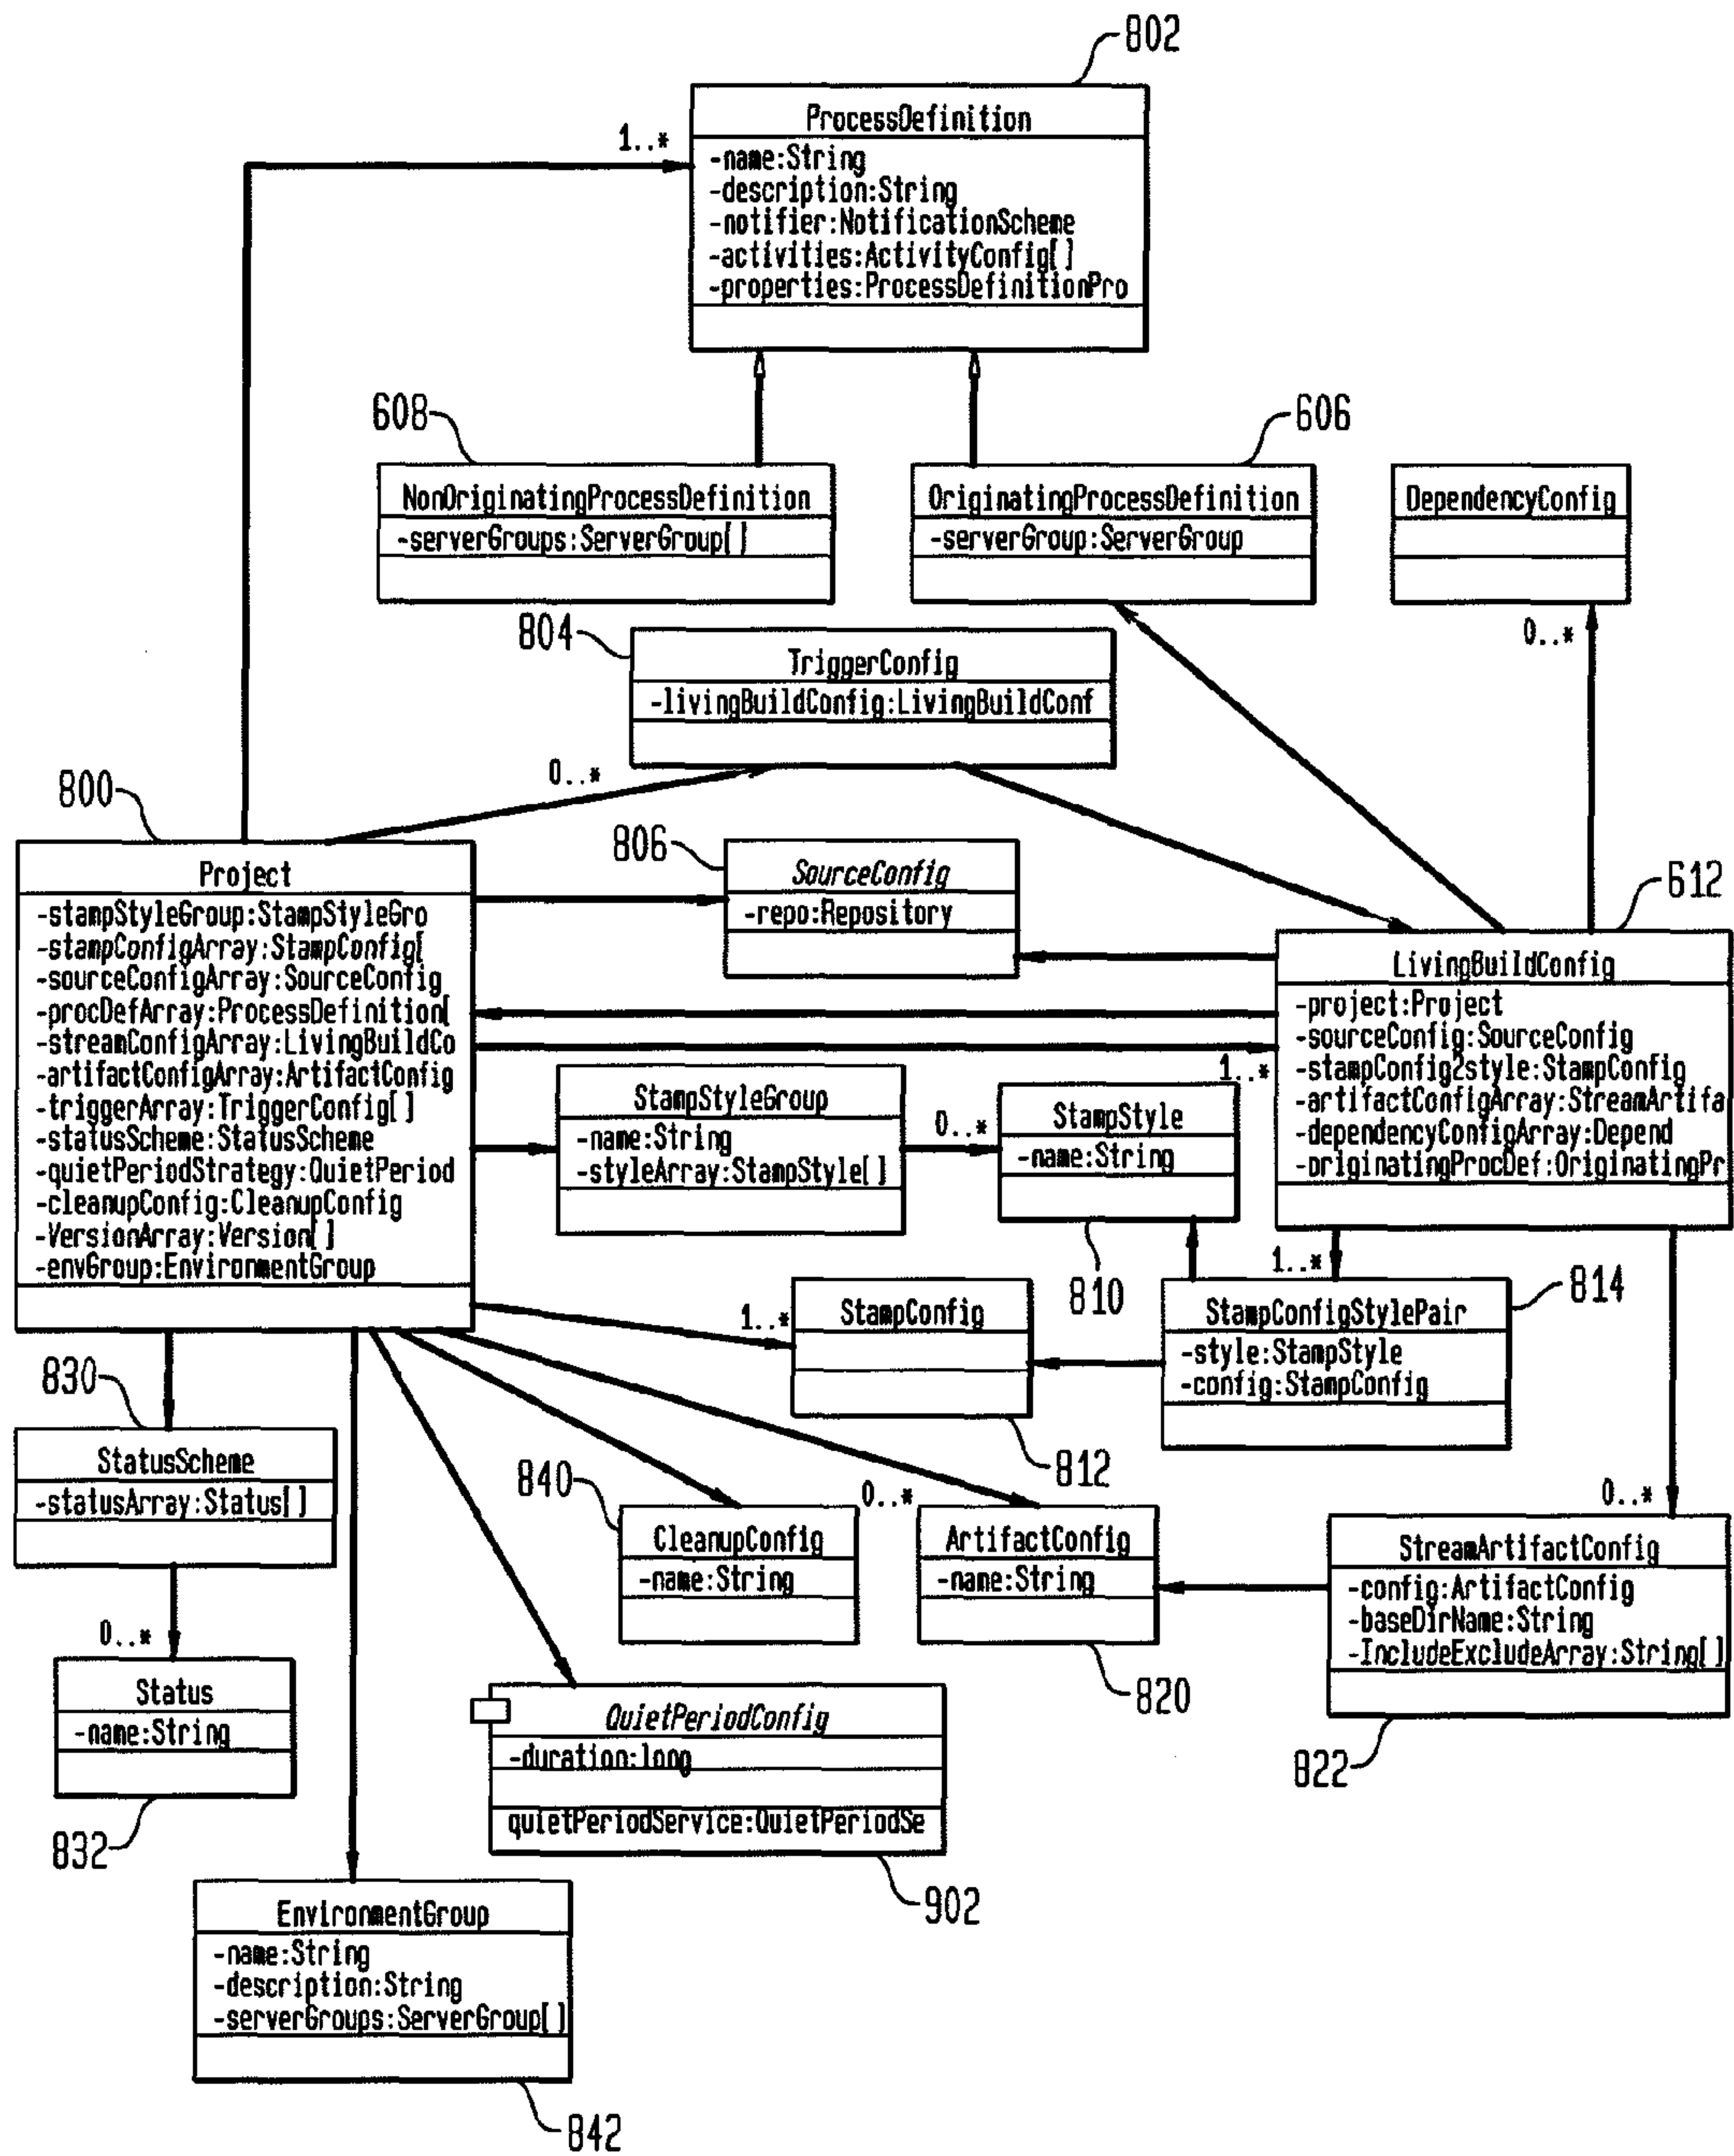 802
ProcessDefinition
-name:String
-description:String
-notifier:NotificationScheme
-activities:ActivityConfig[]
-properties:ProcessDefinitionPro
1..*
608
NonOriginatingProcessDefinition
-serverGroups:ServerGroup[]
606
OriginatingProcessDefinition
-serverGroup:ServerGroup
DependencyConfig
0..*
804
TriggerConfig
-livingBuildConfig:LivingBuildConf
0..*
800
Project
-stampStyleGroup:StampStyleGro
-stampConfigArray:StampConfig[
-sourceConfigArray:SourceConfig
-procDefArray:ProcessDefinition[
-streamConfigArray:LivingBuildCo
-artifactConfigArray:ArtifactConfig
-triggerArray:TriggerConfig[]
-statusScheme:StatusScheme
-quietPeriodStrategy:QuietPeriod
-cleanupConfig:CleanupConfig
-VersionArray:Version[]
-envGroup:EnvironmentGroup
806
SourceConfig
-repo:Repository
612
LivingBuildConfig
-project:Project
-sourceConfig:SourceConfig
-stampConfig2style:StampConfig
-artifactConfigArray:StreamArtifa
-dependencyConfigArray:Depend
-originatingProcDef:OriginatingPr
1..*
StampStyleGroup
-name:String
-styleArray:StampStyle[]
0..*
StampStyle
-name:String
810
1..*
StampConfig
812
1..*
StampConfigStylePair
-style:StampStyle
-config:StampConfig
814
830
StatusScheme
-statusArray:Status[]
0..*
Status
-name:String
832
840
CleanupConfig
-name:String
0..*
ArtifactConfig
-name:String
820
0..*
StreamArtifactConfig
-config:ArtifactConfig
-baseDirName:String
-IncludeExcludeArray:String[]
822
QuietPeriodConfig
-duration:long
quietPeriodService:QuietPeriodSe
902
EnvironmentGroup
-name:String
-description:String
-serverGroups:ServerGroup[]
842